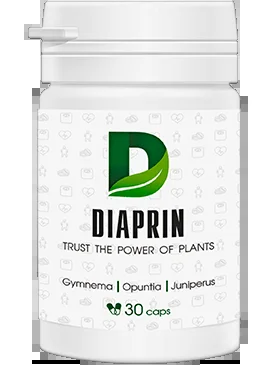 D
DIAPRIN
TRUST THE POWER OF PLANTS
Gymnema | Opuntia | Juniperus
30 caps